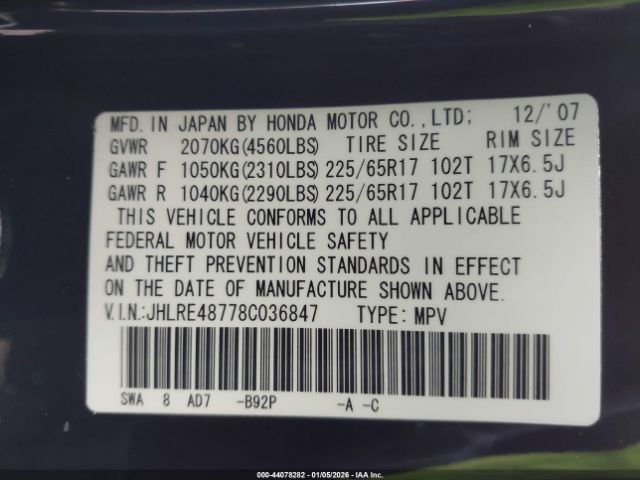 MFD. IN JAPAN BY HONDA MOTOR CO.,LTD; 12/'07
GVWR 2070KG(4560LBS) TIRE SIZE RIM SIZE
GAWR F 1050KG(2310LBS) 225/65R17 102T 17X6.5J
GAWR R 1040KG(2290LBS) 225/65R17 102T 17X6.5J
THIS VEHICLE CONFORMS TO ALL APPLICABLE
FEDERAL MOTOR VEHICLE SAFETY
AND THEFT PREVENTION STANDARDS IN EFFECT
ON THE DATE OF MANUFACTURE SHOWN ABOVE.
V.I.N.:JHLRE48778C036847 TYPE: MPV
SWA 8 AD7 -B92P -A -C
000-44078282 - 01/05/2026 - IAA Inc.